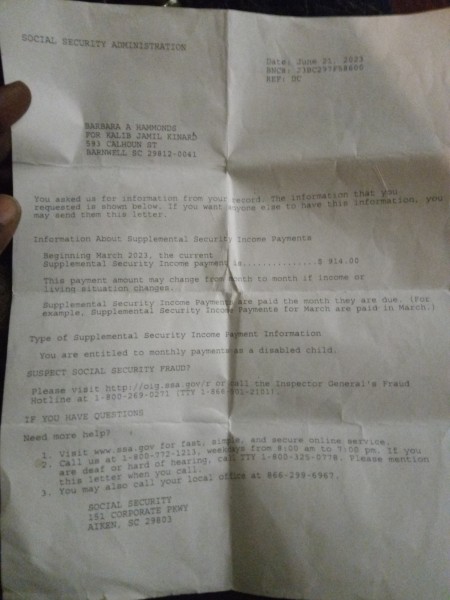 SOCIAL SECURITY ADMINISTRATION
Date: June 21, 2023
BNC#:
REF: DC
BARBARA A HAMMONDS
FOR KALIB JAMIL KINARD
593 CALHOUN ST
BARNWELL SC 29812-0041
You asked us for information from your record. The information that you
requested is shown below. If you want anyone else to have this information, you
may send them this letter.
Information About Supplemental Security Income Payments
Beginning March 2023, the current
Supplemental Security Income payment is...............$ 914.00
This payment amount may change from month to month if income or
living situation changes.
Supplemental Security Income Payments are paid the month they are due. (For
example, Supplemental Security Income Payments for March are paid in March.)
Type of Supplemental Security Income Payment Information
You are entitled to monthly payments as a disabled child.
SUSPECT SOCIAL SECURITY FRAUD?
Please visit http://oig.ssa.gov/r or call the Inspector General's Fraud
Hotline at 1-800-269-0271 (TTY 1-866-501-2101).
IF YOU HAVE QUESTIONS
Need more help?
1. Visit www.ssa.gov for fast, simple, and secure online service.
2. Call us at 1-800-772-1213, weekdays from 8:00 am to 7:00 pm. If you
are deaf or hard of hearing, call TTY 1-800-325-0778. Please mention
this letter when you call.
3. You may also call your local office at 866-299-6967.
SOCIAL SECURITY
151 CORPORATE PKWY
AIKEN, SC 29803